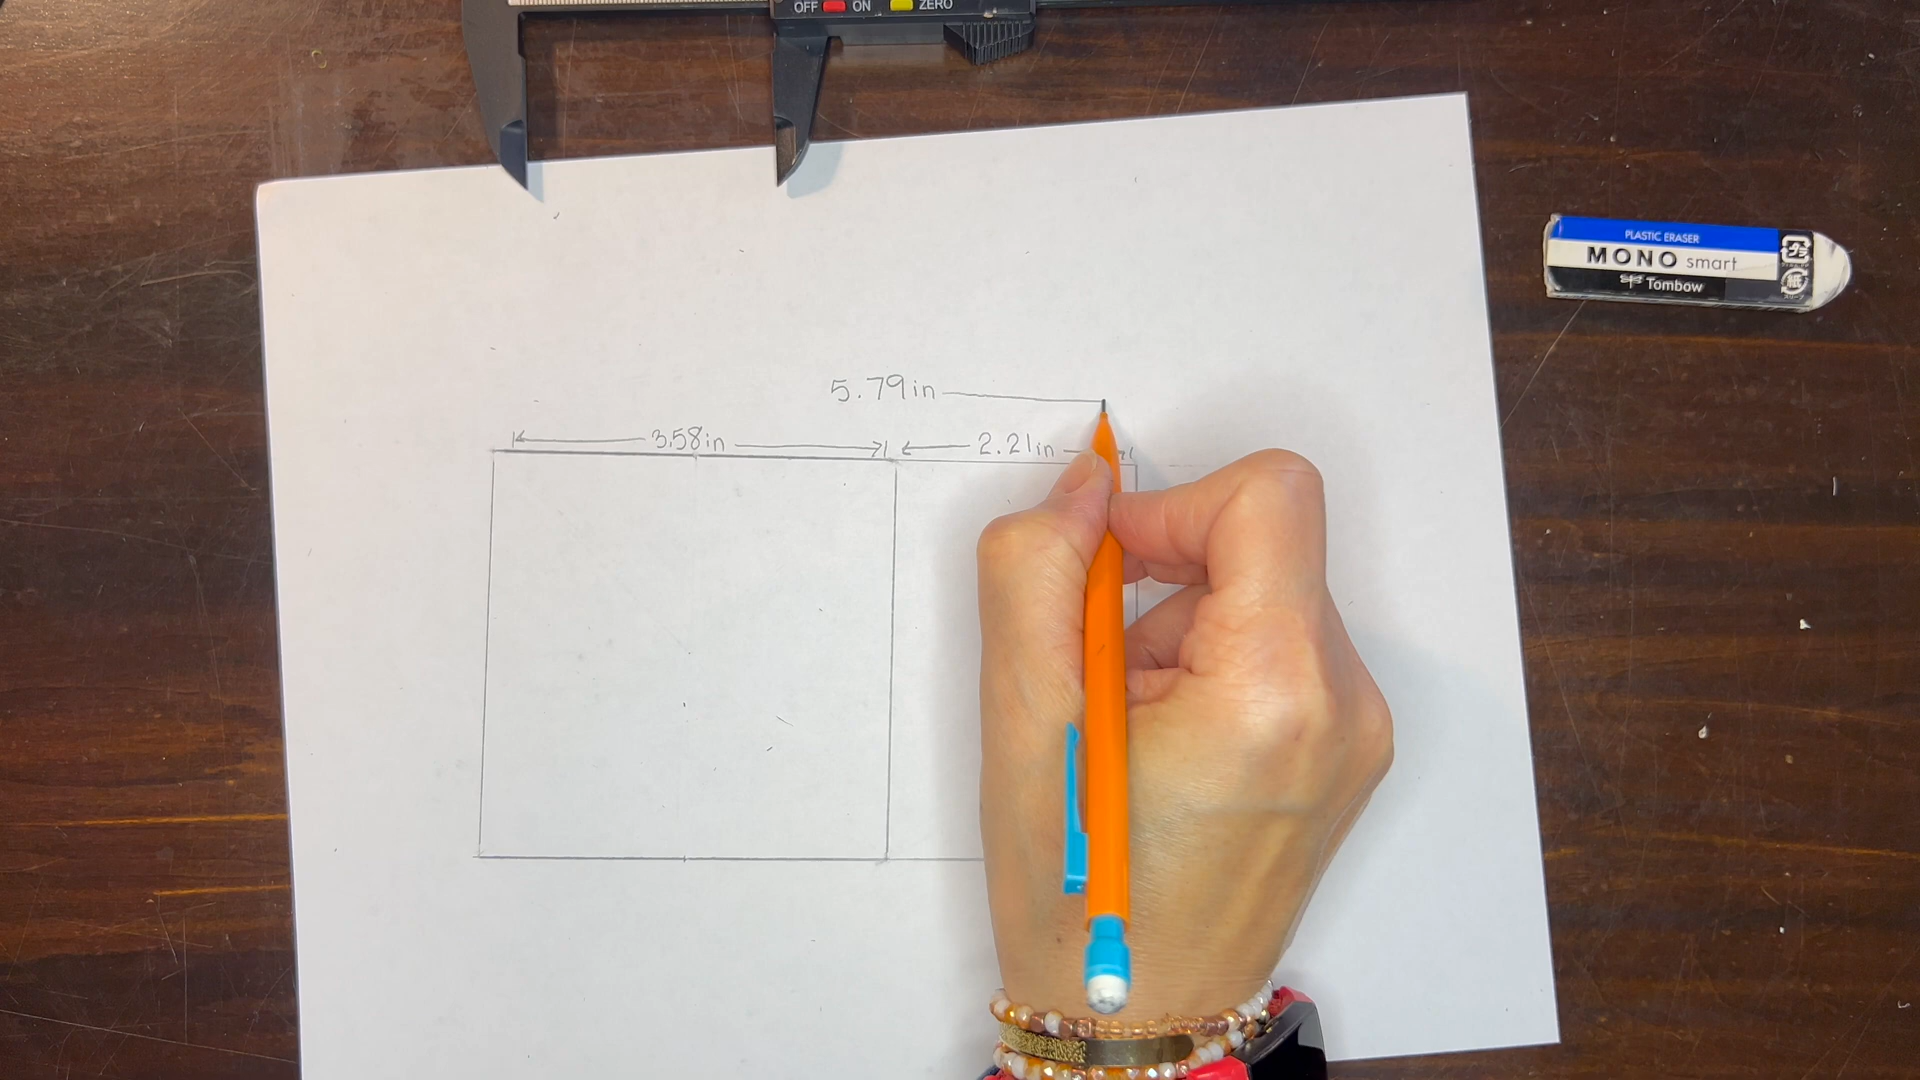 OFF ON ZERO
PLASTIC ERASER
MONO smart
Tombow
5.79in
3.58in
2.21in